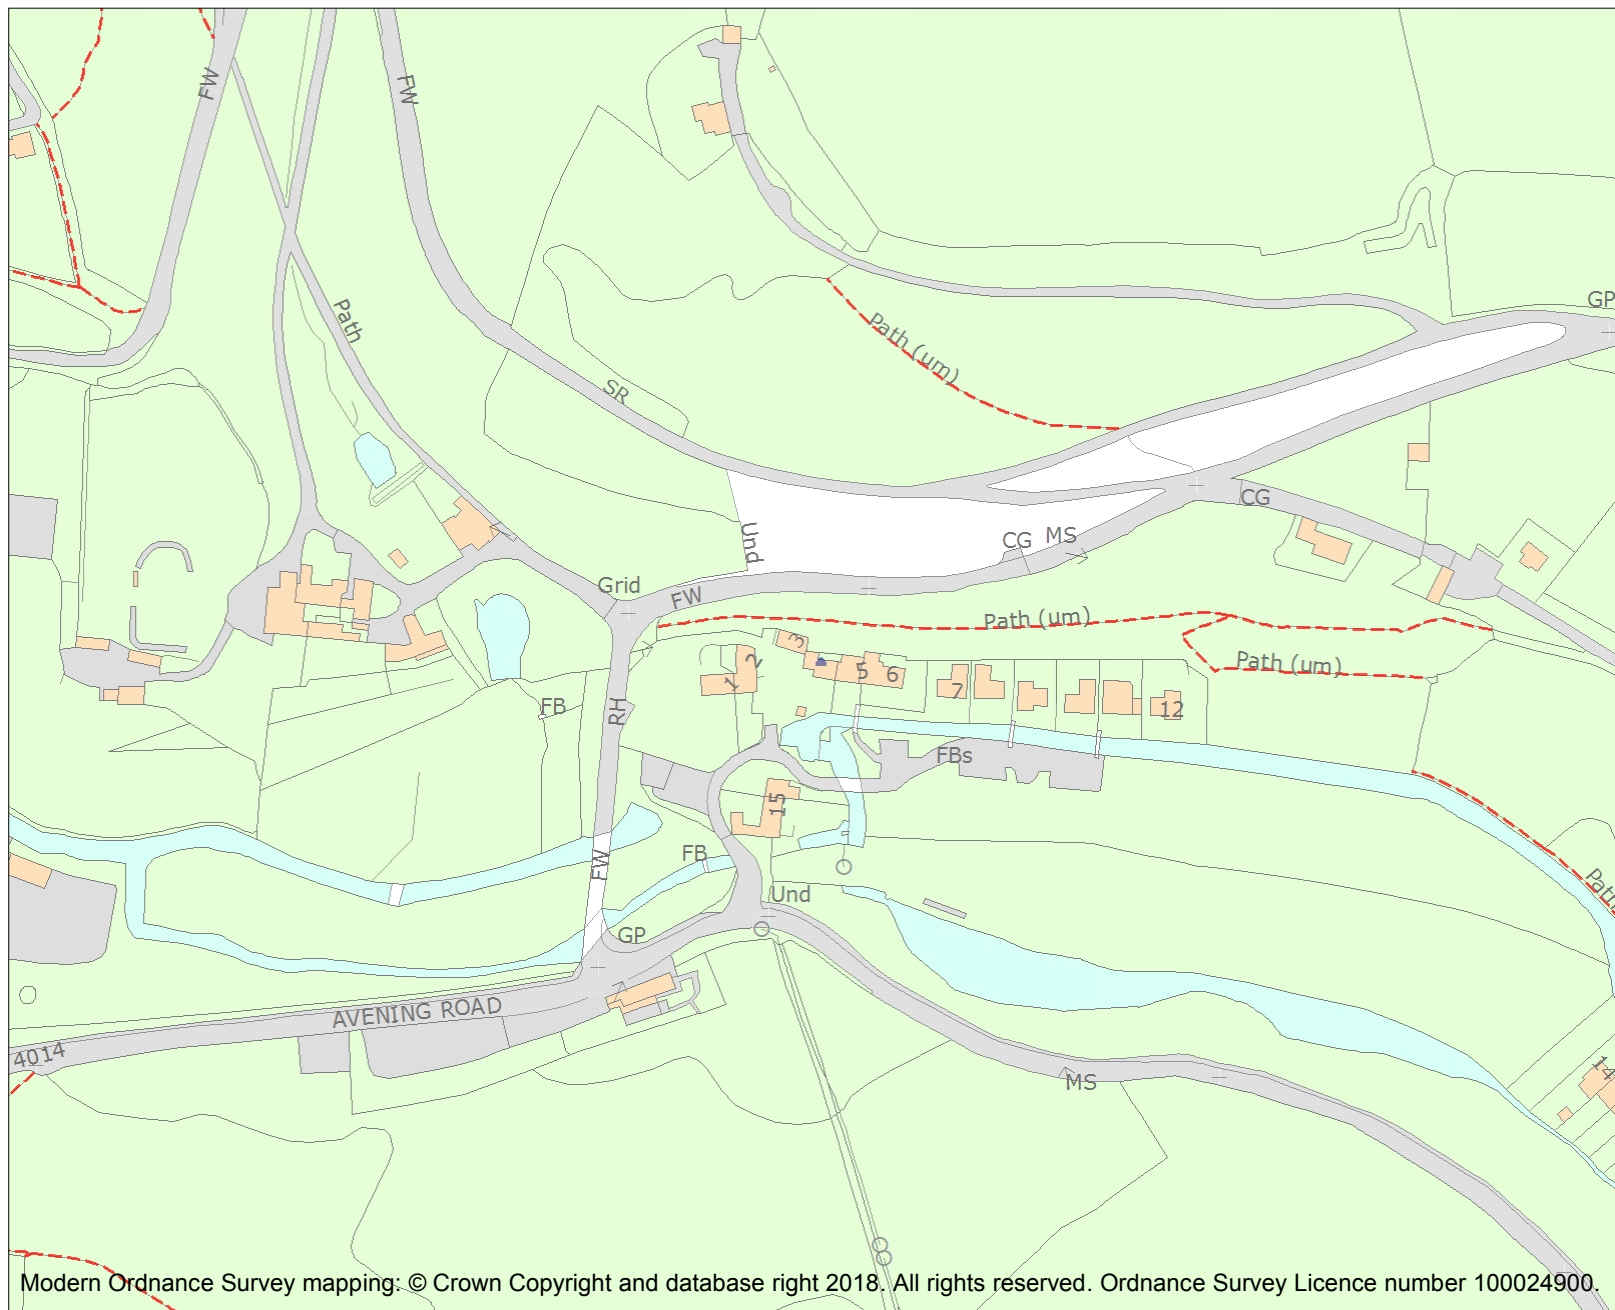 FW
FW
Path
GP
Path (um)
SR
CG
Und
CG MS
Grid
FW
Path (um)
Path (um)
3
2
1
5
6
7
12
FB
RH
FBs
15
FB
FW
Und
Path
GP
AVENING ROAD
4014
MS
14
Modern Ordnance Survey mapping: © Crown Copyright and database right 2018. All rights reserved. Ordnance Survey Licence number 100024900.